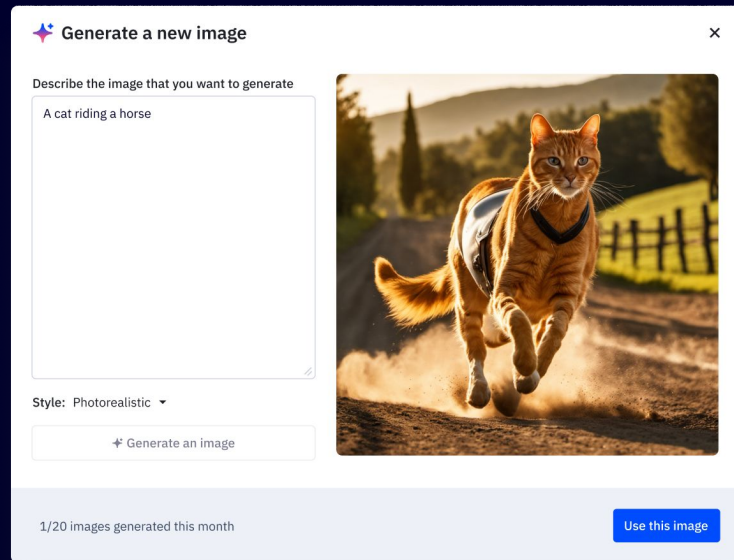 Generate a new image
Describe the image that you want to generate
A cat riding a horse
Style: Photorealistic
Generate an image
1/20 images generated this month
Use this image